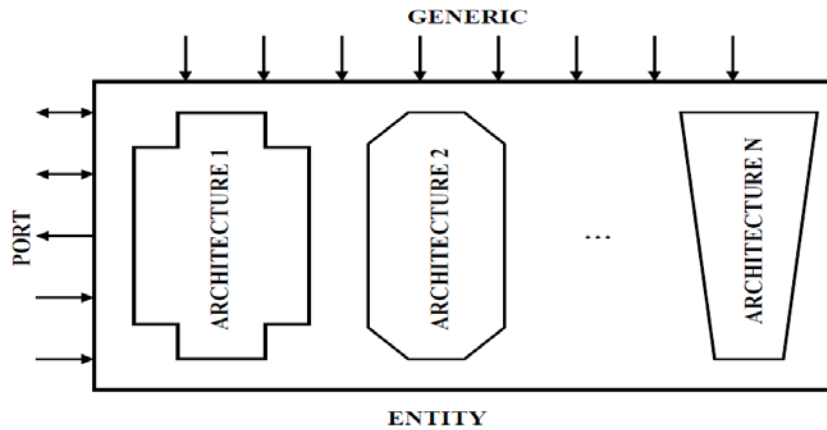 GENERIC
PORT
ARCHITECTURE 1
ARCHITECTURE 2
...
ARCHITECTURE N
ENTITY